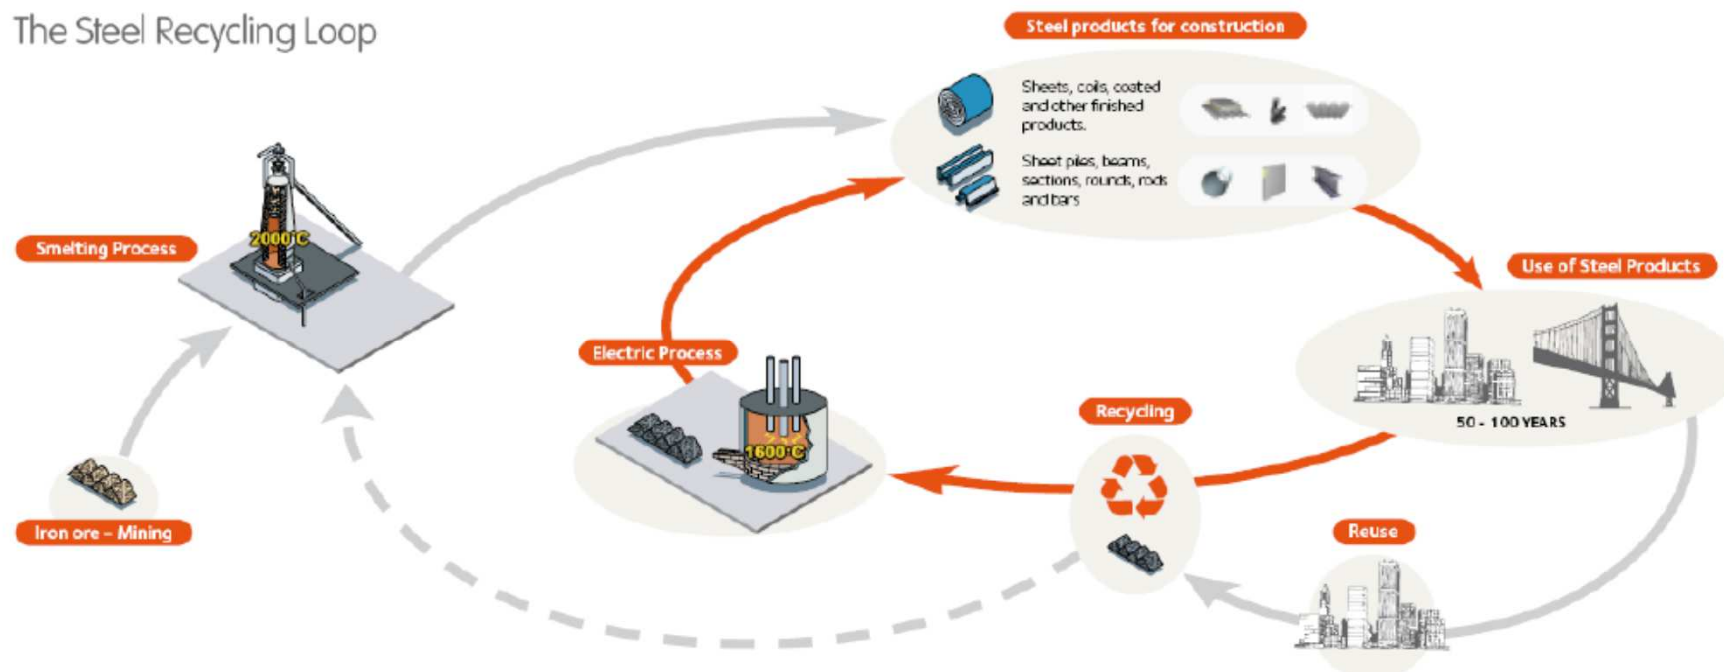 The Steel Recycling Loop
Steel products for construction
Sheets, coils, coated
and other finished
products.
Sheet piles, beams,
sections, rounds, rods
and bars
Smelting Process
2000°C
Use of Steel Products
50 - 100 YEARS
Electric Process
1600°C
Recycling
Iron ore – Mining
Reuse